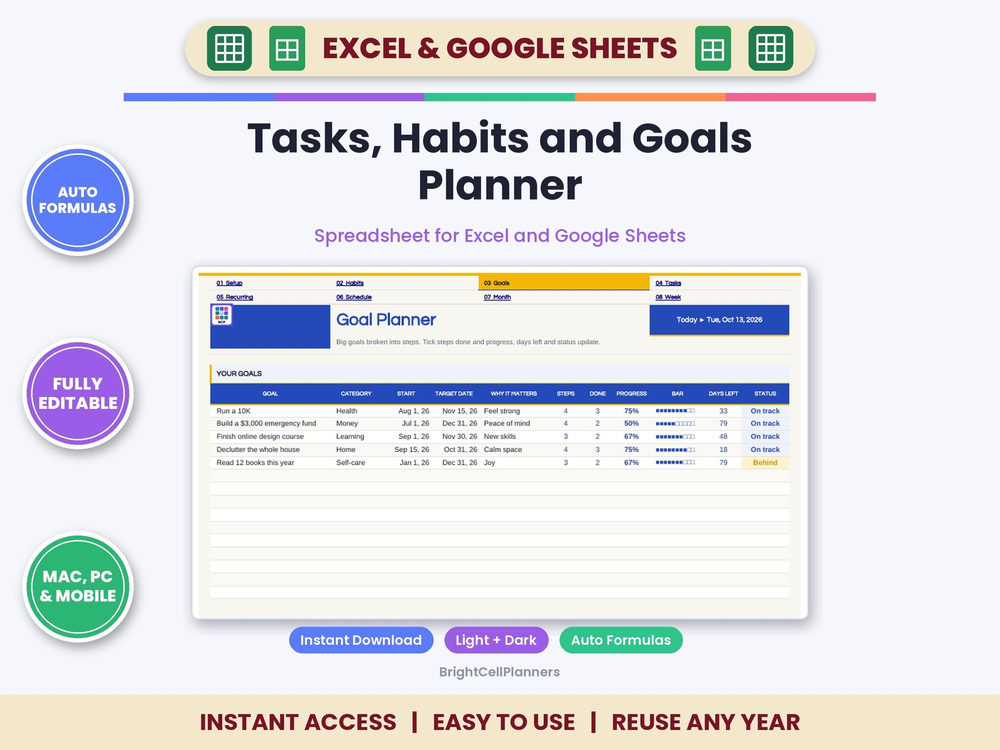 EXCEL & GOOGLE SHEETS
Tasks, Habits and Goals
Planner
Spreadsheet for Excel and Google Sheets
AUTO
FORMULAS
FULLY
EDITABLE
MAC, PC
& MOBILE
01 Setup 02 Habits 03 Goals 04 Tasks
05 Recurring 06 Schedule 07 Month 08 Week
Goal Planner
Today ► Tue, Oct 13, 2026
Big goals broken into steps. Tick steps done and progress, days left and status update.
YOUR GOALS
GOAL CATEGORY START TARGET DATE WHY IT MATTERS STEPS DONE PROGRESS BAR DAYS LEFT STATUS
Run a 10K Health Aug 1, 26 Nov 15, 26 Feel strong 4 3 75% 33 On track
Build a $3,000 emergency fund Money Jul 1, 26 Dec 31, 26 Peace of mind 4 2 50% 79 On track
Finish online design course Learning Sep 1, 26 Nov 30, 26 New skills 3 2 67% 48 On track
Declutter the whole house Home Sep 15, 26 Oct 31, 26 Calm space 4 3 75% 18 On track
Read 12 books this year Self-care Jan 1, 26 Dec 31, 26 Joy 3 2 67% 79 Behind
Instant Download Light + Dark Auto Formulas
BrightCellPlanners
INSTANT ACCESS | EASY TO USE | REUSE ANY YEAR